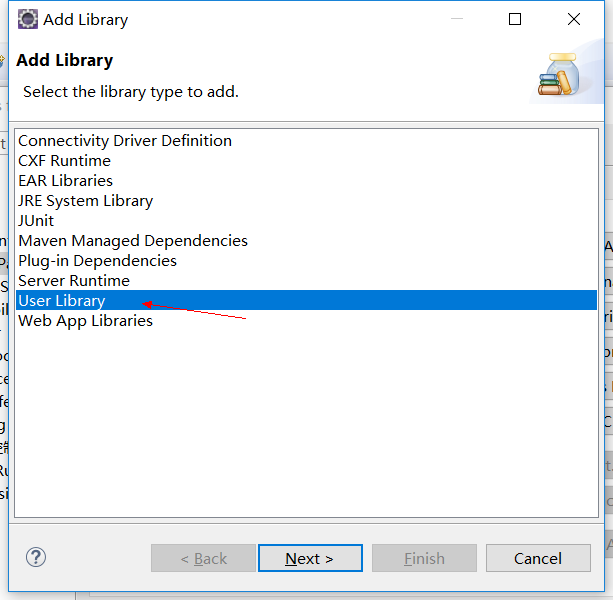 Add Library
Add Library
Select the library type to add.
Connectivity Driver Definition
CXF Runtime
EAR Libraries
JRE System Library
JUnit
Maven Managed Dependencies
Plug-in Dependencies
Server Runtime
User Library
Web App Libraries
?
< Back
Next >
Finish
Cancel